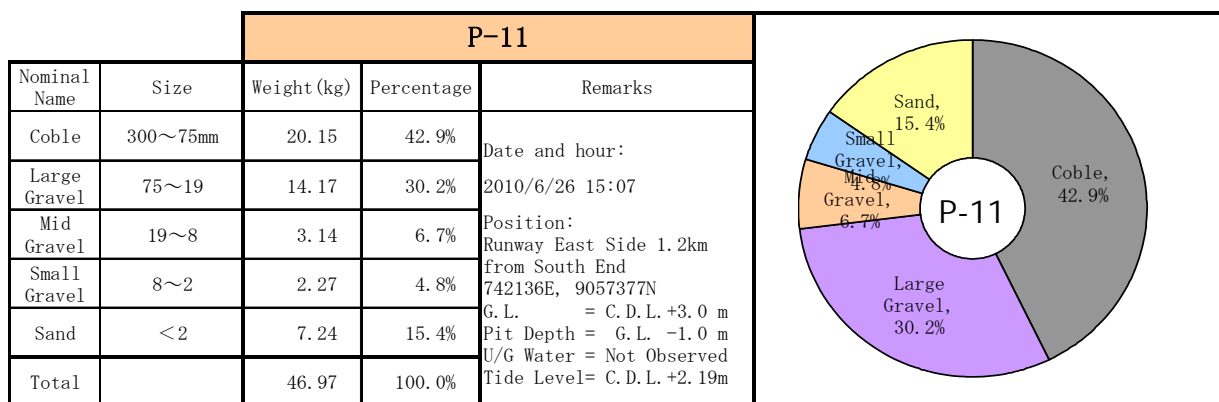 P-11
Nominal Name Size Weight(kg) Percentage Remarks
Coble 300～75mm 20.15 42.9%
Large Gravel 75～19 14.17 30.2%
Mid Gravel 19～8 3.14 6.7%
Small Gravel 8～2 2.27 4.8%
Sand ＜2 7.24 15.4%
Total 46.97 100.0%
Date and hour:
2010/6/26 15:07
Position:
Runway East Side 1.2km
from South End
742136E, 9057377N
G.L. = C.D.L.+3.0 m
Pit Depth = G.L. -1.0 m
U/G Water = Not Observed
Tide Level= C.D.L.+2.19m
Sand,
15.4%
Small
Gravel,
4.8%
Mid
Gravel,
6.7%
Coble,
42.9%
P-11
Large
Gravel,
30.2%